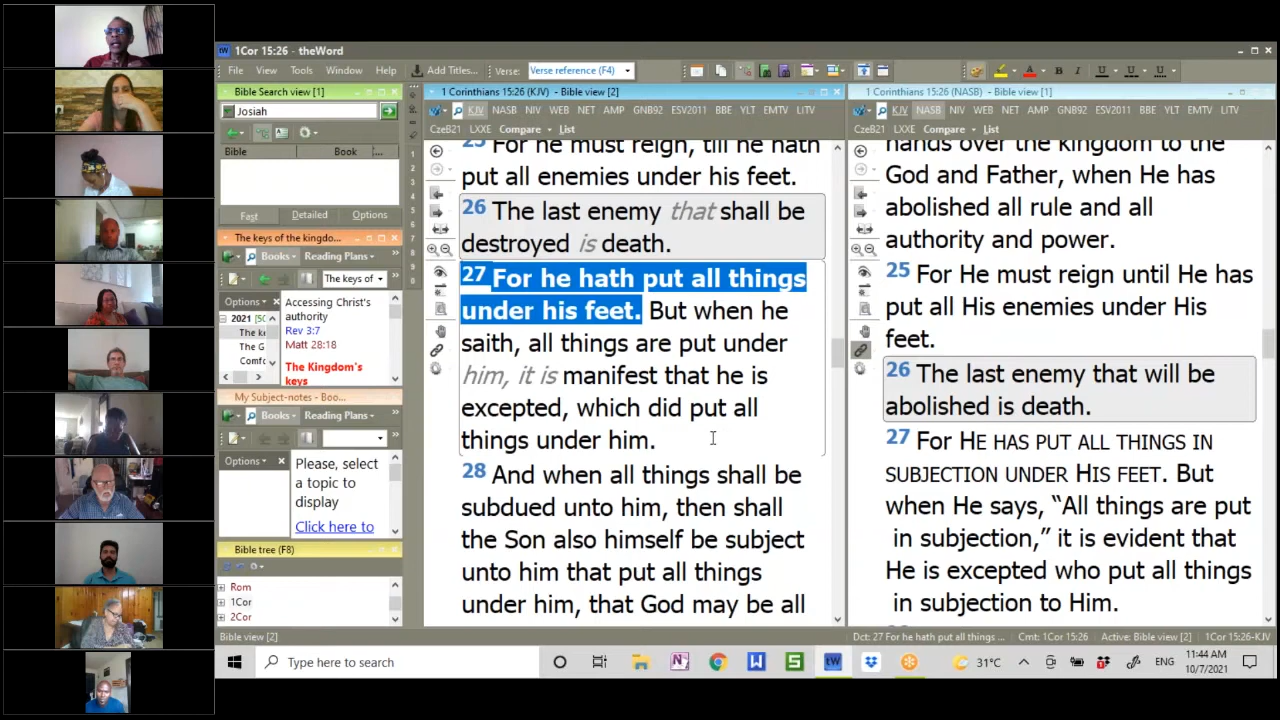 1Cor 15:26 - theWord
File View Tools Window Help Add Titles... Verse: Verse reference (F4)
Bible Search view [1]
Josiah
Bible Book ...
Fast Detailed Options
The keys of the kingdo...
Books Reading Plans »
The keys of
Options
2021 [5C
The ke
The G
Comfc
Accessing Christ's
authority
Rev 3:7
Matt 28:18
The Kingdom's
keys
My Subject-notes - Boo...
Books Reading Plans »
Options
Please, select
a topic to
display
Click here to
Bible tree (F8)
Rom
1Cor
2Cor
Bible view [2]
1 Corinthians 15:26 (KJV) - Bible view [2]
KJV NASB NIV WEB NET AMP GNB92 ESV2011 BBE YLT EMTV LITV
CzeB21 LXXE Compare List
25 For he must reign, till he hath
put all enemies under his feet.
26 The last enemy that shall be
destroyed is death.
27 For he hath put all things
under his feet. But when he
saith, all things are put under
him, it is manifest that he is
excepted, which did put all
things under him.
28 And when all things shall be
subdued unto him, then shall
the Son also himself be subject
unto him that put all things
under him, that God may be all
1 Corinthians 15:26 (NASB) - Bible view [1]
KJV NASB NIV WEB NET AMP GNB92 ESV2011 BBE YLT EMTV LITV
CzeB21 LXXE Compare List
hands over the kingdom to the
God and Father, when He has
abolished all rule and all
authority and power.
25 For He must reign until He has
put all His enemies under His
feet.
26 The last enemy that will be
abolished is death.
27 For HE HAS PUT ALL THINGS IN
SUBJECTION UNDER HIS FEET. But
when He says, “All things are put
in subjection,” it is evident that
He is excepted who put all things
in subjection to Him.
Dct: 27 For he hath put all things ... Cmt: 1Cor 15:26 Active: Bible view [2] 1Cor 15:26-KJV
Type here to search
31°C ENG
11:44 AM
10/7/2021